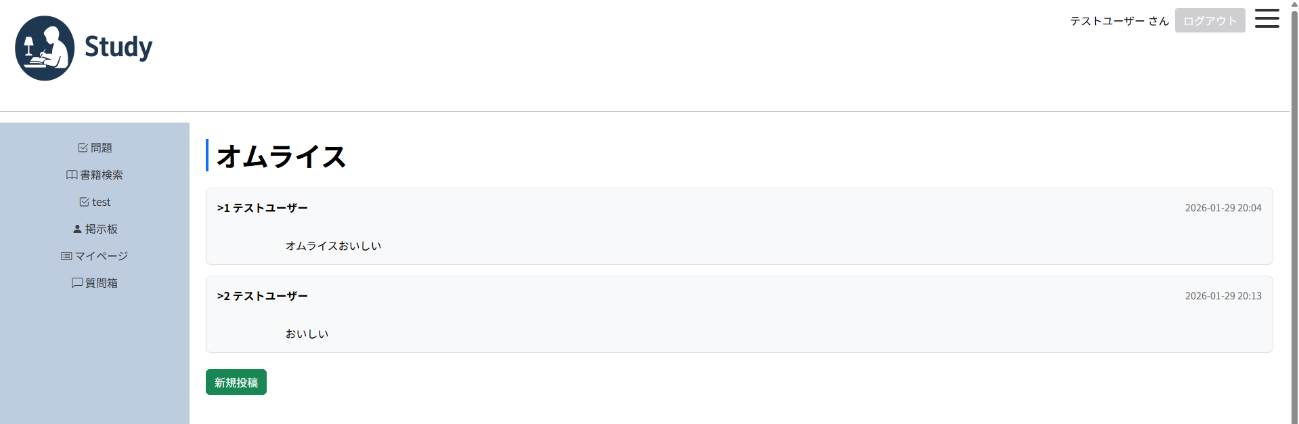 Study
テストユーザー さん ログアウト
問題
書籍検索
test
掲示板
マイページ
質問箱
オムライス
>1 テストユーザー 2026-01-29 20:04
オムライスおいしい
>2 テストユーザー 2026-01-29 20:13
おいしい
新規投稿